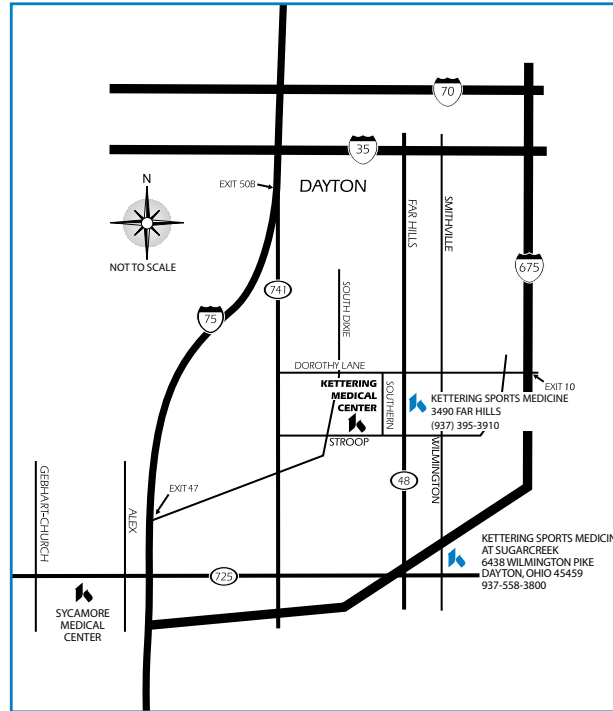 70
35
EXIT 50B
DAYTON
N
NOT TO SCALE
FAR HILLS
SMITHVILLE
675
741
75
SOUTH DIXIE
DOROTHY LANE
EXIT 10
KETTERING
MEDICAL
CENTER
SOUTHERN
KETTERING SPORTS MEDICINE
3490 FAR HILLS
(937) 395-3910
STROOP
WILMINGTON
GEBHART-CHURCH
ALEX
EXIT 47
48
725
KETTERING SPORTS MEDICIN
AT SUGARCREEK
6438 WILMINGTON PIKE
DAYTON, OHIO 45459
937-558-3800
SYCAMORE
MEDICAL
CENTER